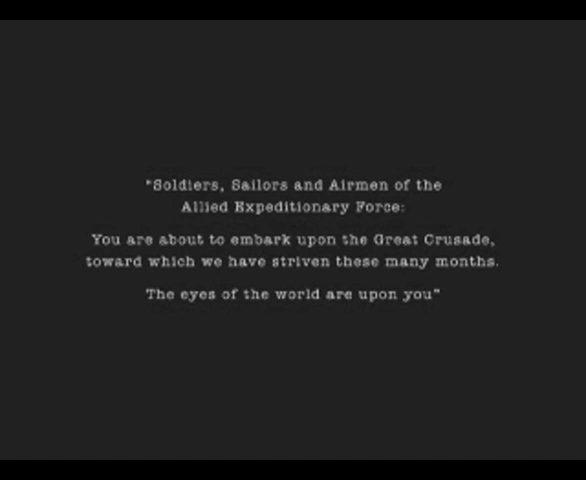 "Soldiers, Sailors and Airmen of the
Allied Expeditionary Force:
You are about to embark upon the Great Crusade,
toward which we have striven these many months.
The eyes of the world are upon you"